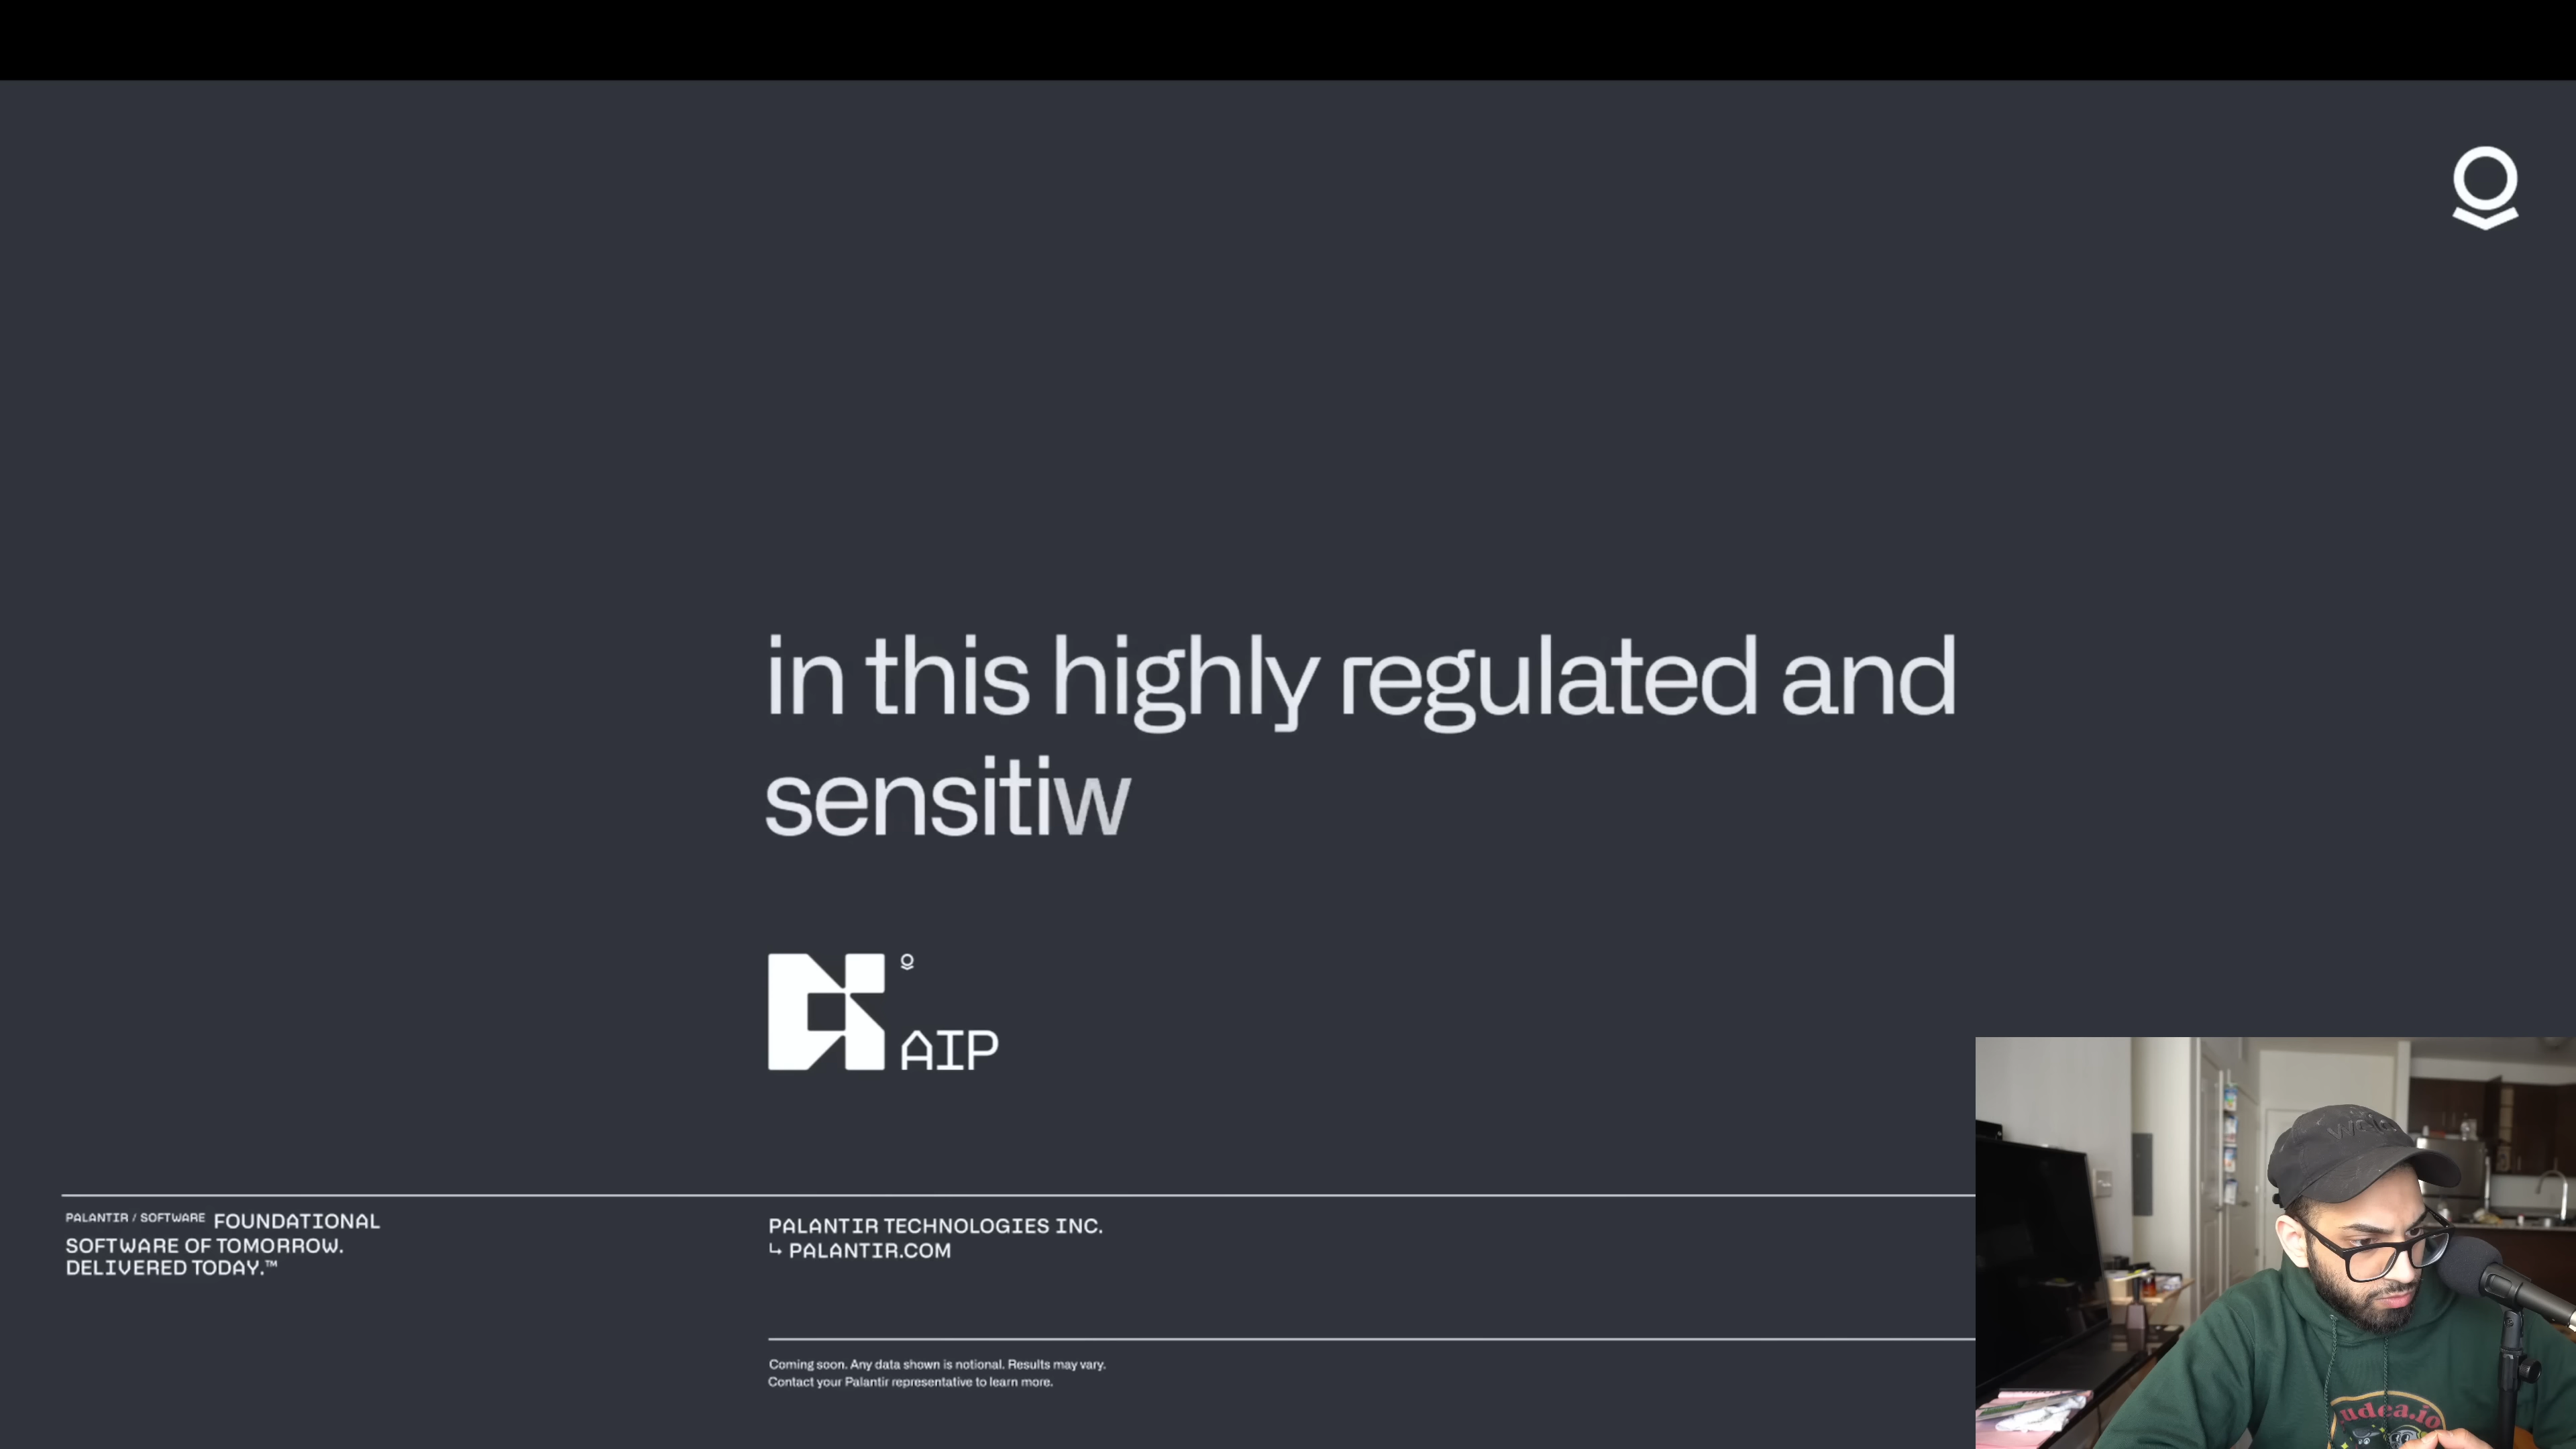 in this highly regulated and
sensitiw
AIP
PALANTIR / SOFTWARE FOUNDATIONAL
SOFTWARE OF TOMORROW.
DELIVERED TODAY.™
PALANTIR TECHNOLOGIES INC.
↳ PALANTIR.COM
Coming soon. Any data shown is notional. Results may vary.
Contact your Palantir representative to learn more.
udea.io